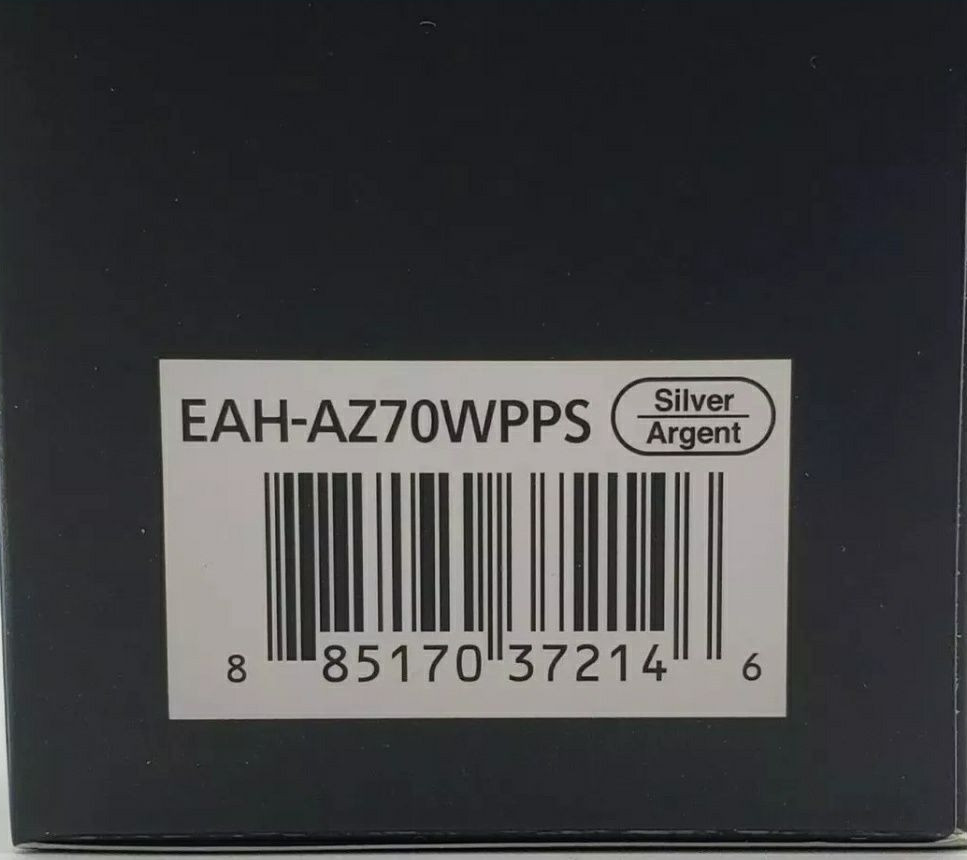 EAH-AZ70WPPS
Silver
Argent
8 85170 37214 6